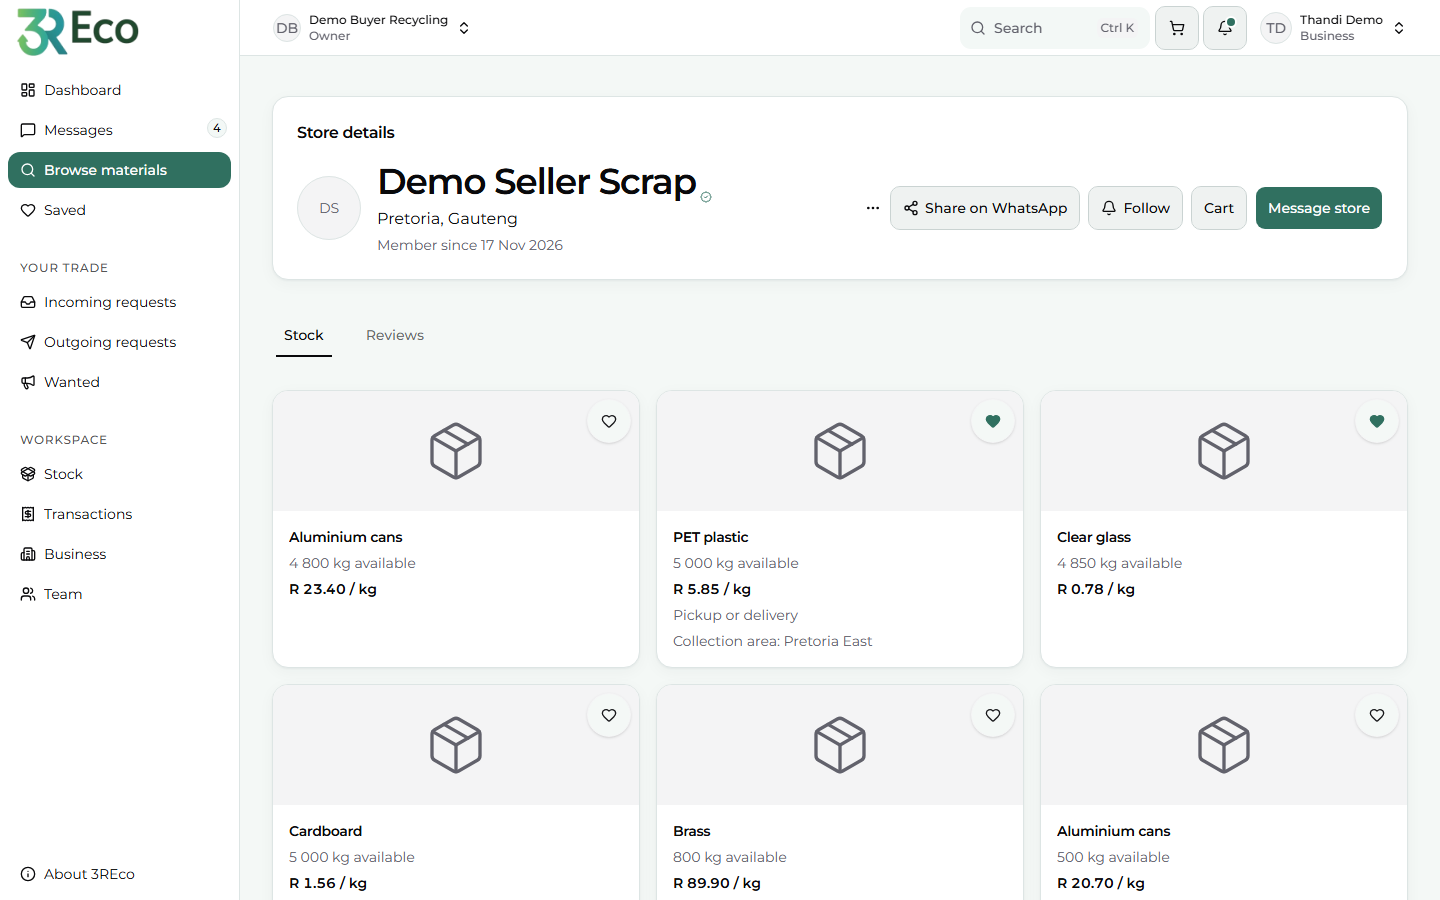 3R Eco
Dashboard
Messages 4
Browse materials
Saved
YOUR TRADE
Incoming requests
Outgoing requests
Wanted
WORKSPACE
Stock
Transactions
Business
Team
About 3REco
DB Demo Buyer Recycling
Owner
Search Ctrl K
TD Thandi Demo
Business
Store details
DS
Demo Seller Scrap
Pretoria, Gauteng
Member since 17 Nov 2026
Share on WhatsApp
Follow
Cart
Message store
Stock
Reviews
Aluminium cans
4 800 kg available
R 23.40 / kg
PET plastic
5 000 kg available
R 5.85 / kg
Pickup or delivery
Collection area: Pretoria East
Clear glass
4 850 kg available
R 0.78 / kg
Cardboard
5 000 kg available
R 1.56 / kg
Brass
800 kg available
R 89.90 / kg
Aluminium cans
500 kg available
R 20.70 / kg